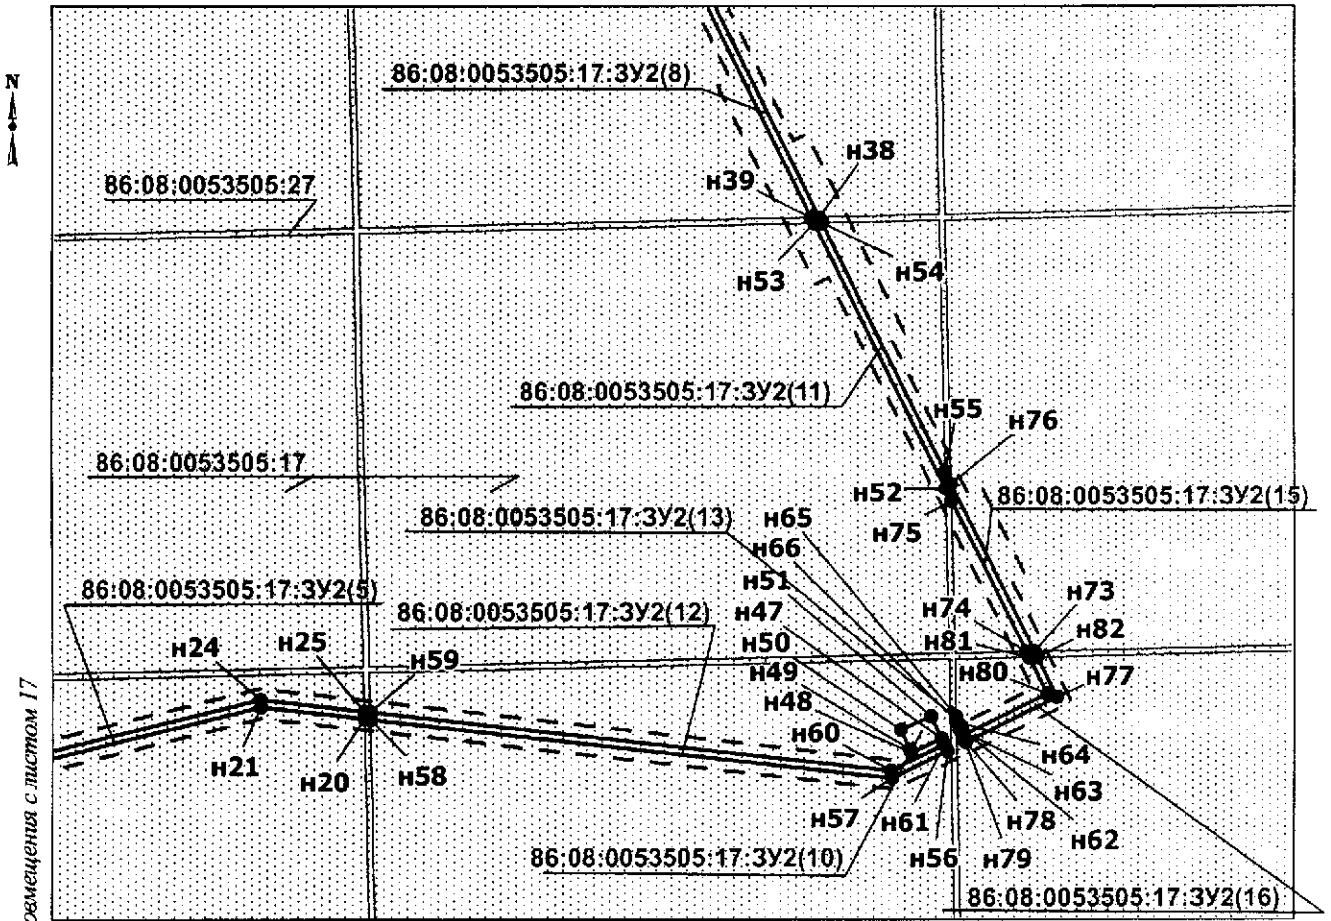 86:08:0053505:17:ЗУ2(8)
N
н38
н39
86:08:0053505:27
н53
н54
86:08:0053505:17:ЗУ2(11)
н55
н76
86:08:0053505:17
н52
86:08:0053505:17:ЗУ2(15)
86:08:0053505:17:ЗУ2(13)
н65
н75
н66
н51
86:08:0053505:17:ЗУ2(5)
86:08:0053505:17:ЗУ2(12)
н47
н74
н73
н50
н81
н82
н24
н25
н59
н49
н80
н77
н48
н60
н21
н20
н58
н64
н63
н57
н61
н78
н62
н56
н79
86:08:0053505:17:ЗУ2(10)
86:08:0053505:17:ЗУ2(16)
овмещения с листом 17